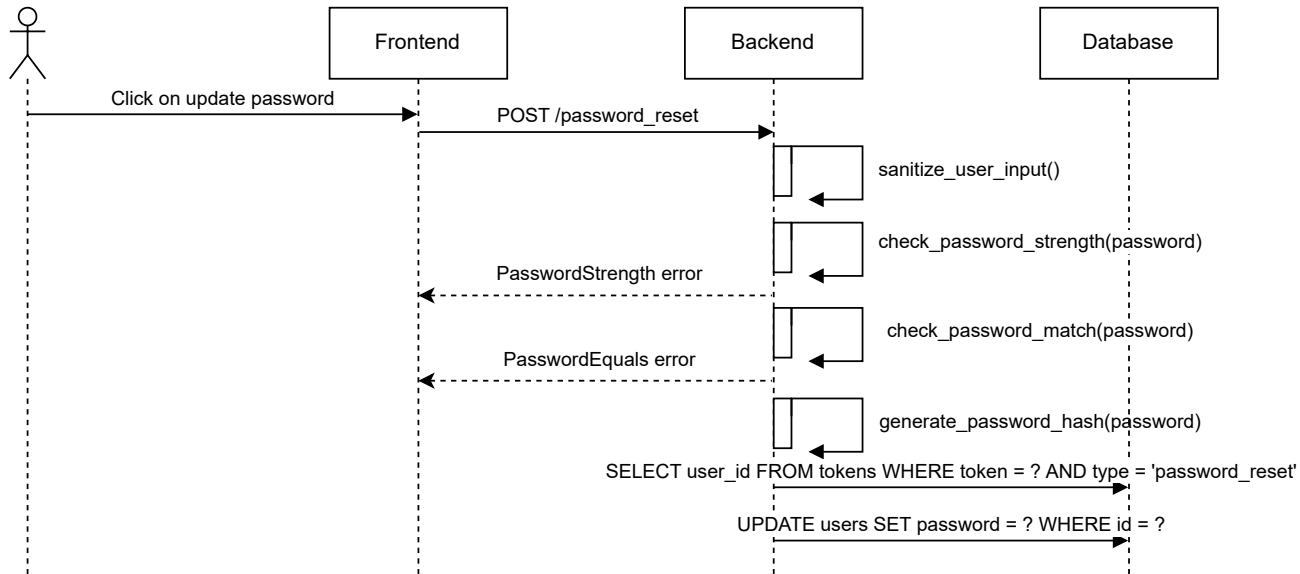 Frontend
Backend
Database
Click on update password
POST /password_reset
sanitize_user_input()
check_password_strength(password)
PasswordStrength error
check_password_match(password)
PasswordEquals error
generate_password_hash(password)
SELECT user_id FROM tokens WHERE token = ? AND type = 'password_reset'
UPDATE users SET password = ? WHERE id = ?